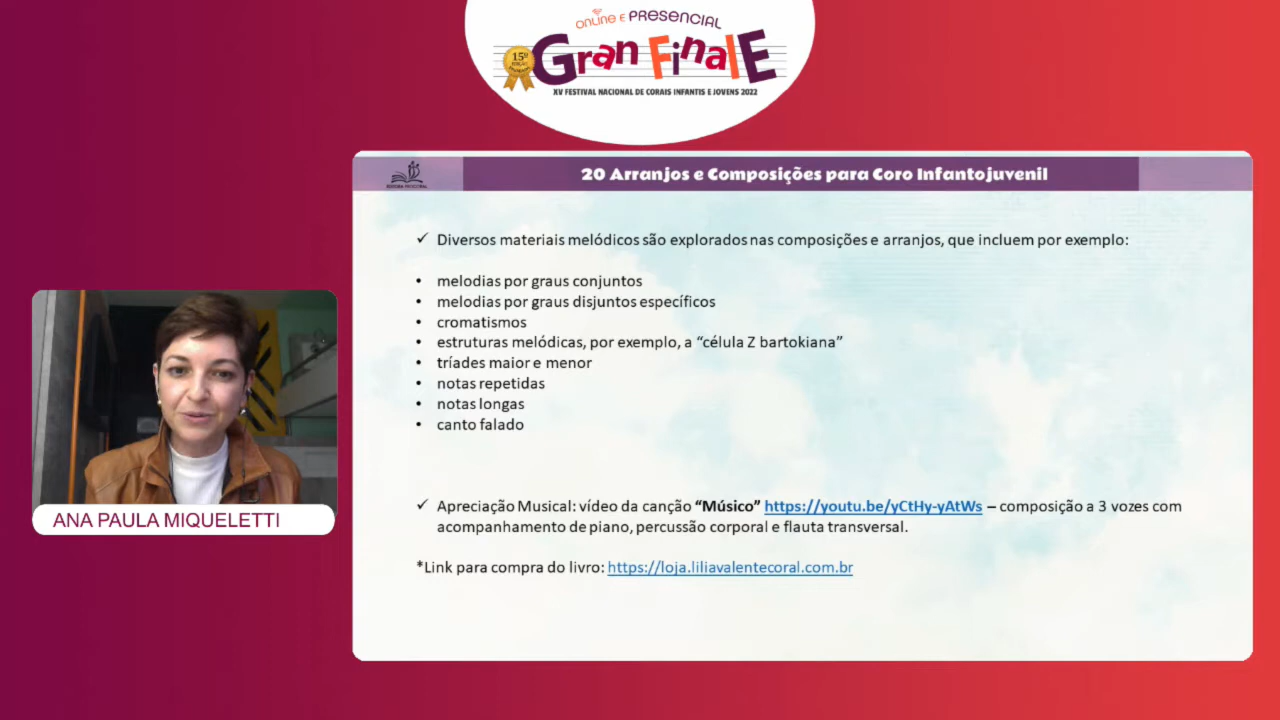 ONLINE E PRESENCIAL
15ª EDIÇÃO
Gran Finale
XV FESTIVAL NACIONAL DE CORAIS INFANTIS E JOVENS 2022
20 Arranjos e Composições para Coro Infantojuvenil
✓ Diversos materiais melódicos são explorados nas composições e arranjos, que incluem por exemplo:
• melodias por graus conjuntos
• melodias por graus disjuntos específicos
• cromatismos
• estruturas melódicas, por exemplo, a “célula Z bartokiana”
• tríades maior e menor
• notas repetidas
• notas longas
• canto falado
✓ Apreciação Musical: vídeo da canção “Músico” https://youtu.be/yCtHy-yAtWs – composição a 3 vozes com
acompanhamento de piano, percussão corporal e flauta transversal.
*Link para compra do livro: https://loja.liliavalentecoral.com.br
ANA PAULA MIQUELETTI